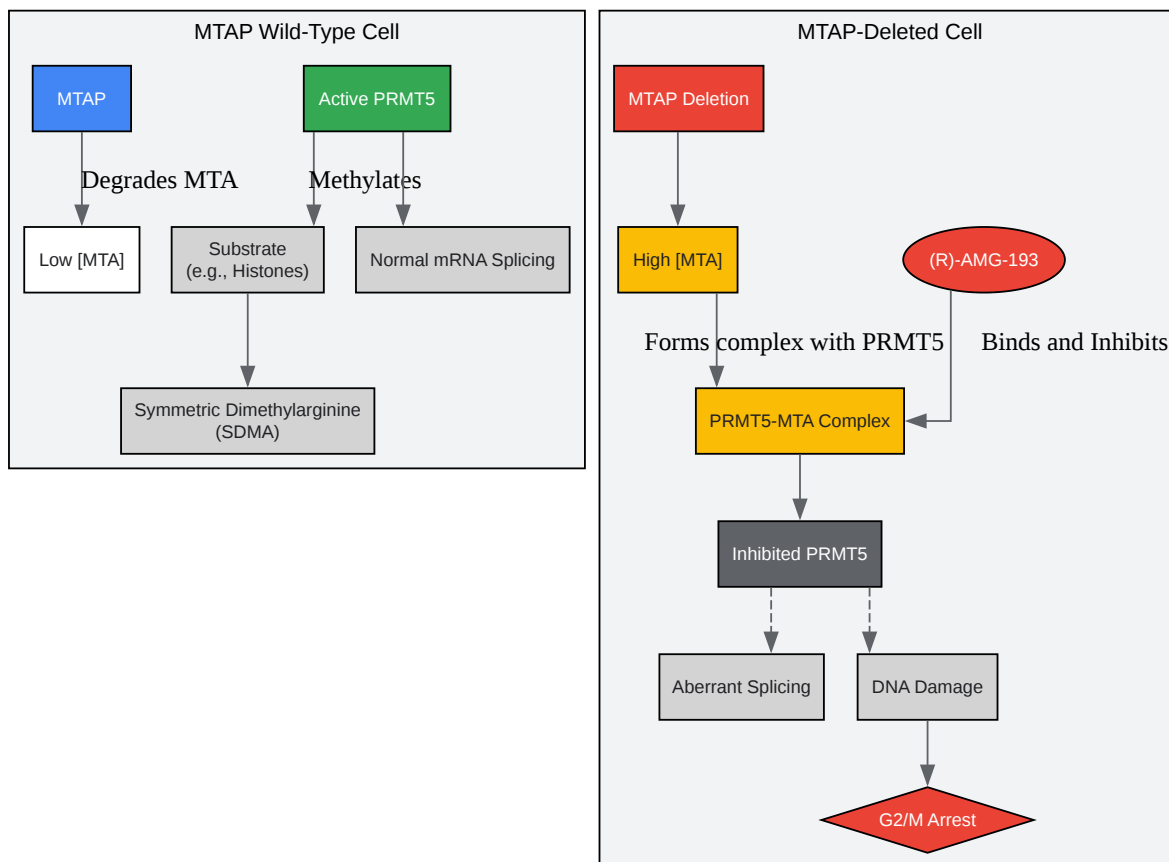 MTAP Wild-Type Cell
MTAP
Active PRMT5
Degrades MTA
Methylates
Low [MTA]
Substrate
(e.g., Histones)
Normal mRNA Splicing
Symmetric Dimethylarginine
(SDMA)
MTAP-Deleted Cell
MTAP Deletion
High [MTA]
(R)-AMG-193
Forms complex with PRMT5
Binds and Inhibits
PRMT5-MTA Complex
Inhibited PRMT5
Aberrant Splicing
DNA Damage
G2/M Arrest